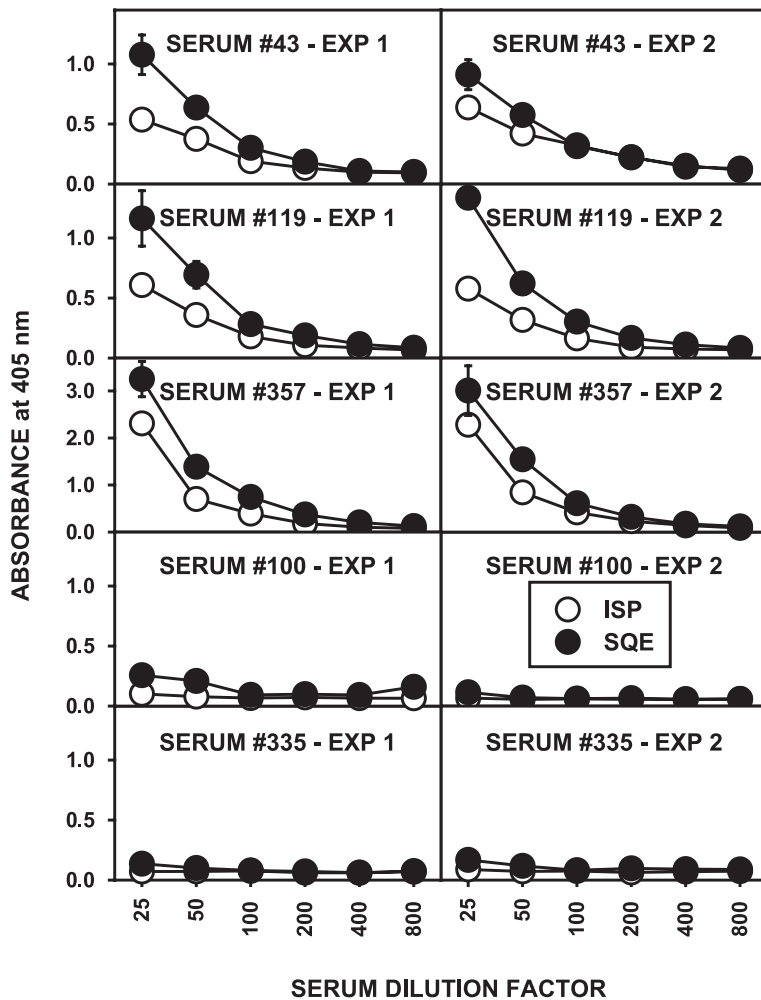 SERUM #43 - EXP 1
SERUM #43 - EXP 2
1.0
0.5
0.0
SERUM #119 - EXP 1
SERUM #119 - EXP 2
1.0
0.5
0.0
SERUM #357 - EXP 1
SERUM #357 - EXP 2
3.0
2.0
1.0
0.0
SERUM #100 - EXP 1
SERUM #100 - EXP 2
1.0
0.5
0.0
ISP
SQE
SERUM #335 - EXP 1
SERUM #335 - EXP 2
1.0
0.5
0.0
ABSORBANCE at 405 nm
25 50 100 200 400 800
25 50 100 200 400 800
SERUM DILUTION FACTOR